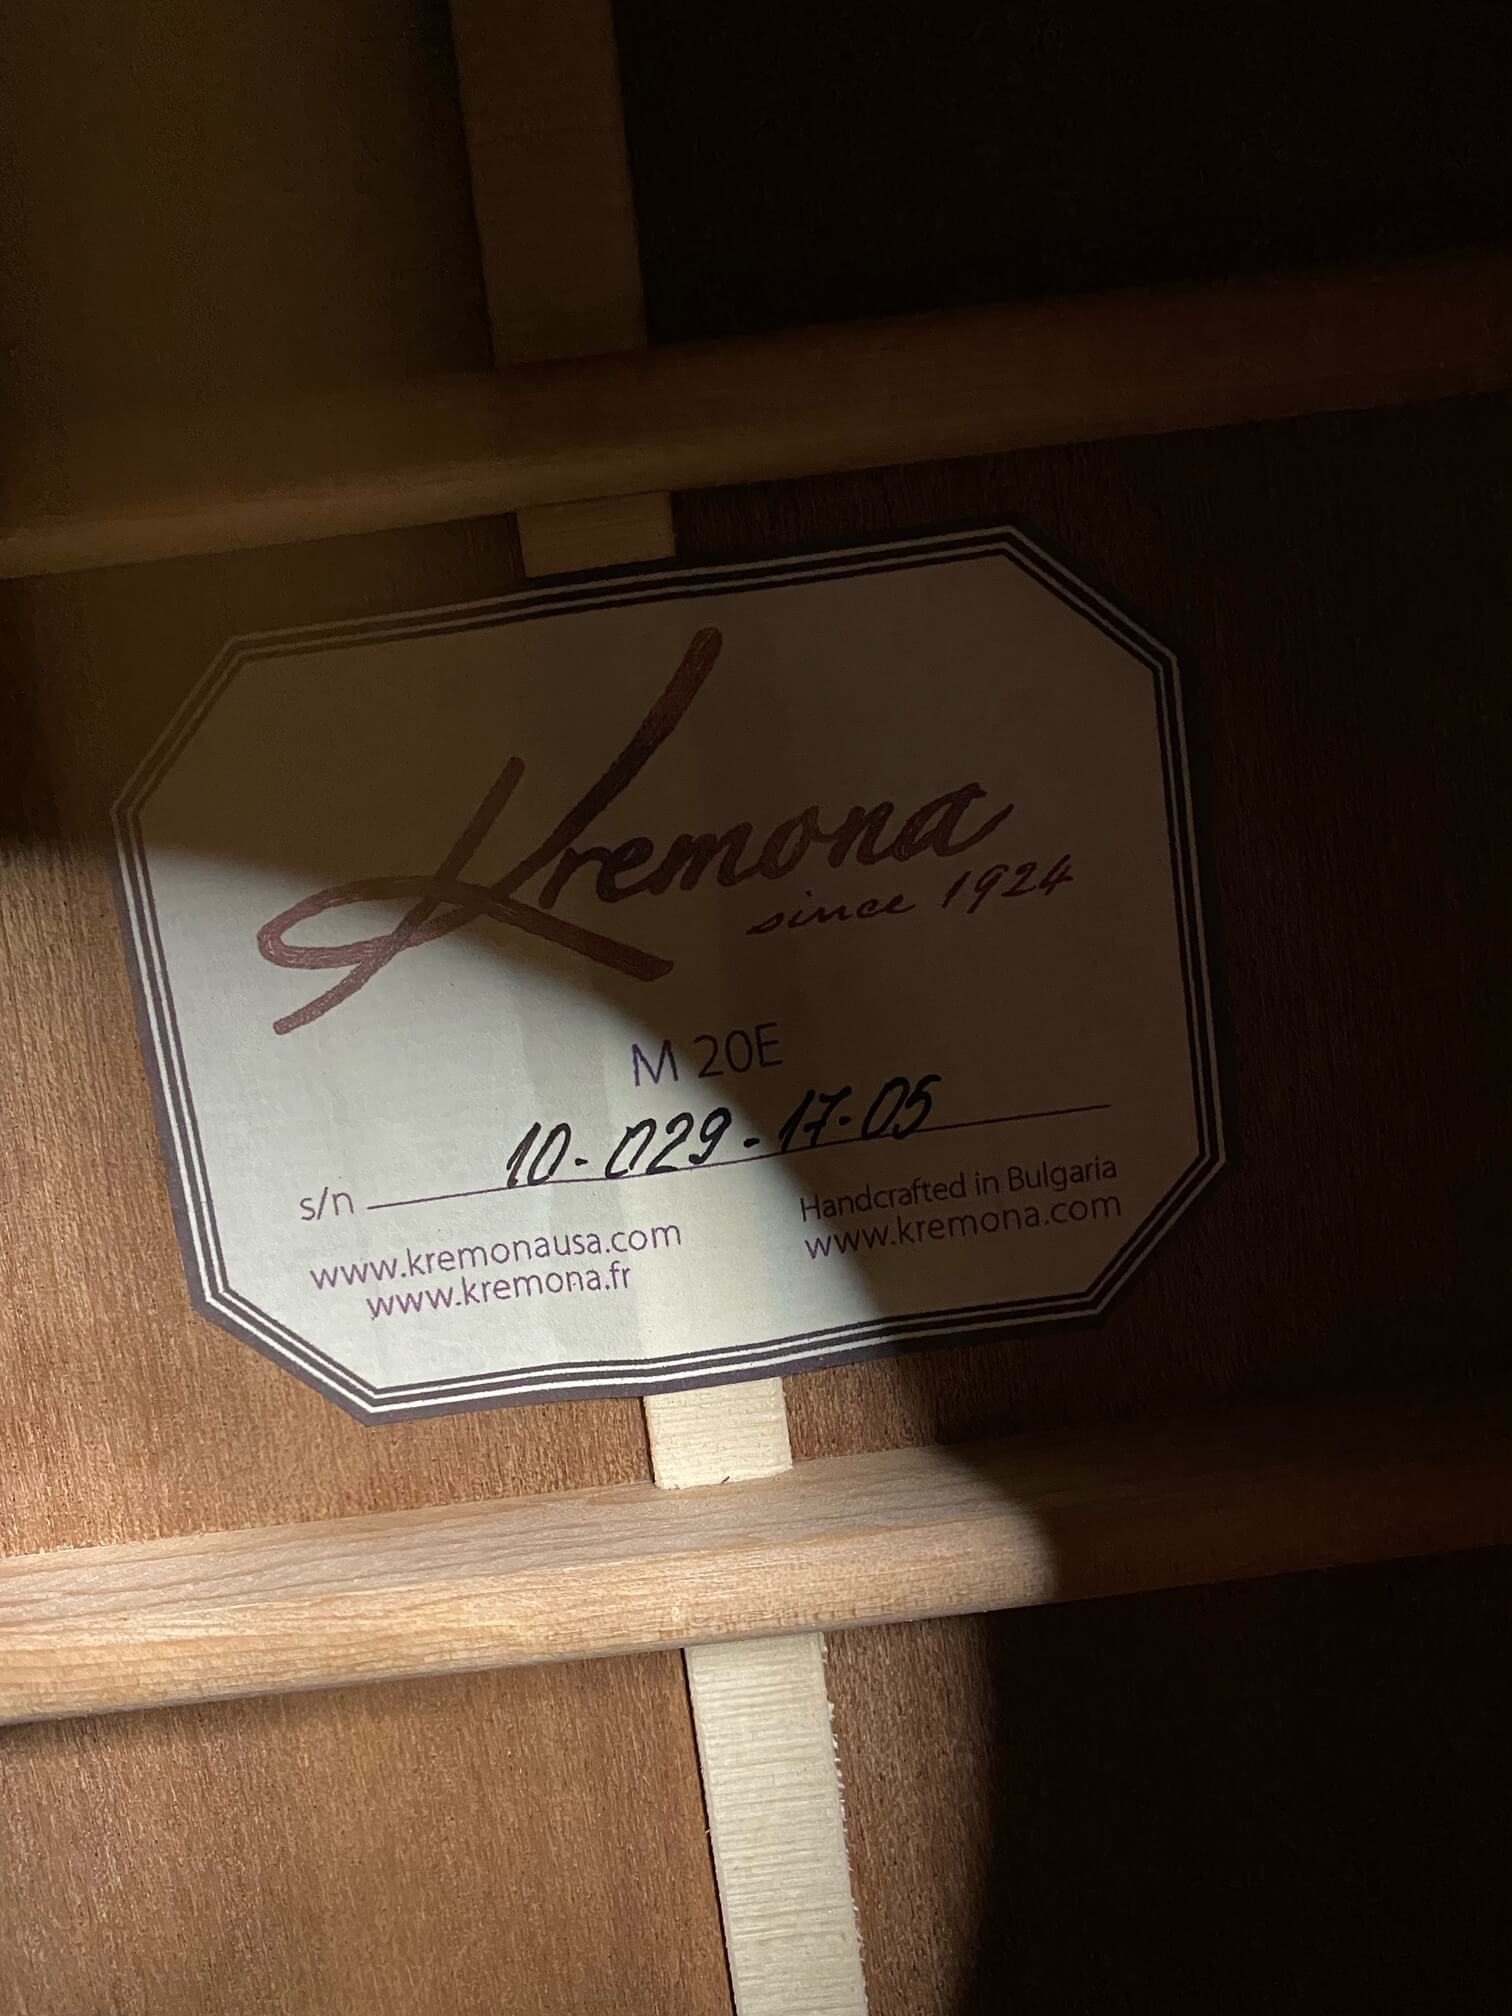 Kremona
since 1924
M 20E
s/n 10-029-17-05
www.kremonausa.com
www.kremona.fr
Handcrafted in Bulgaria
www.kremona.com